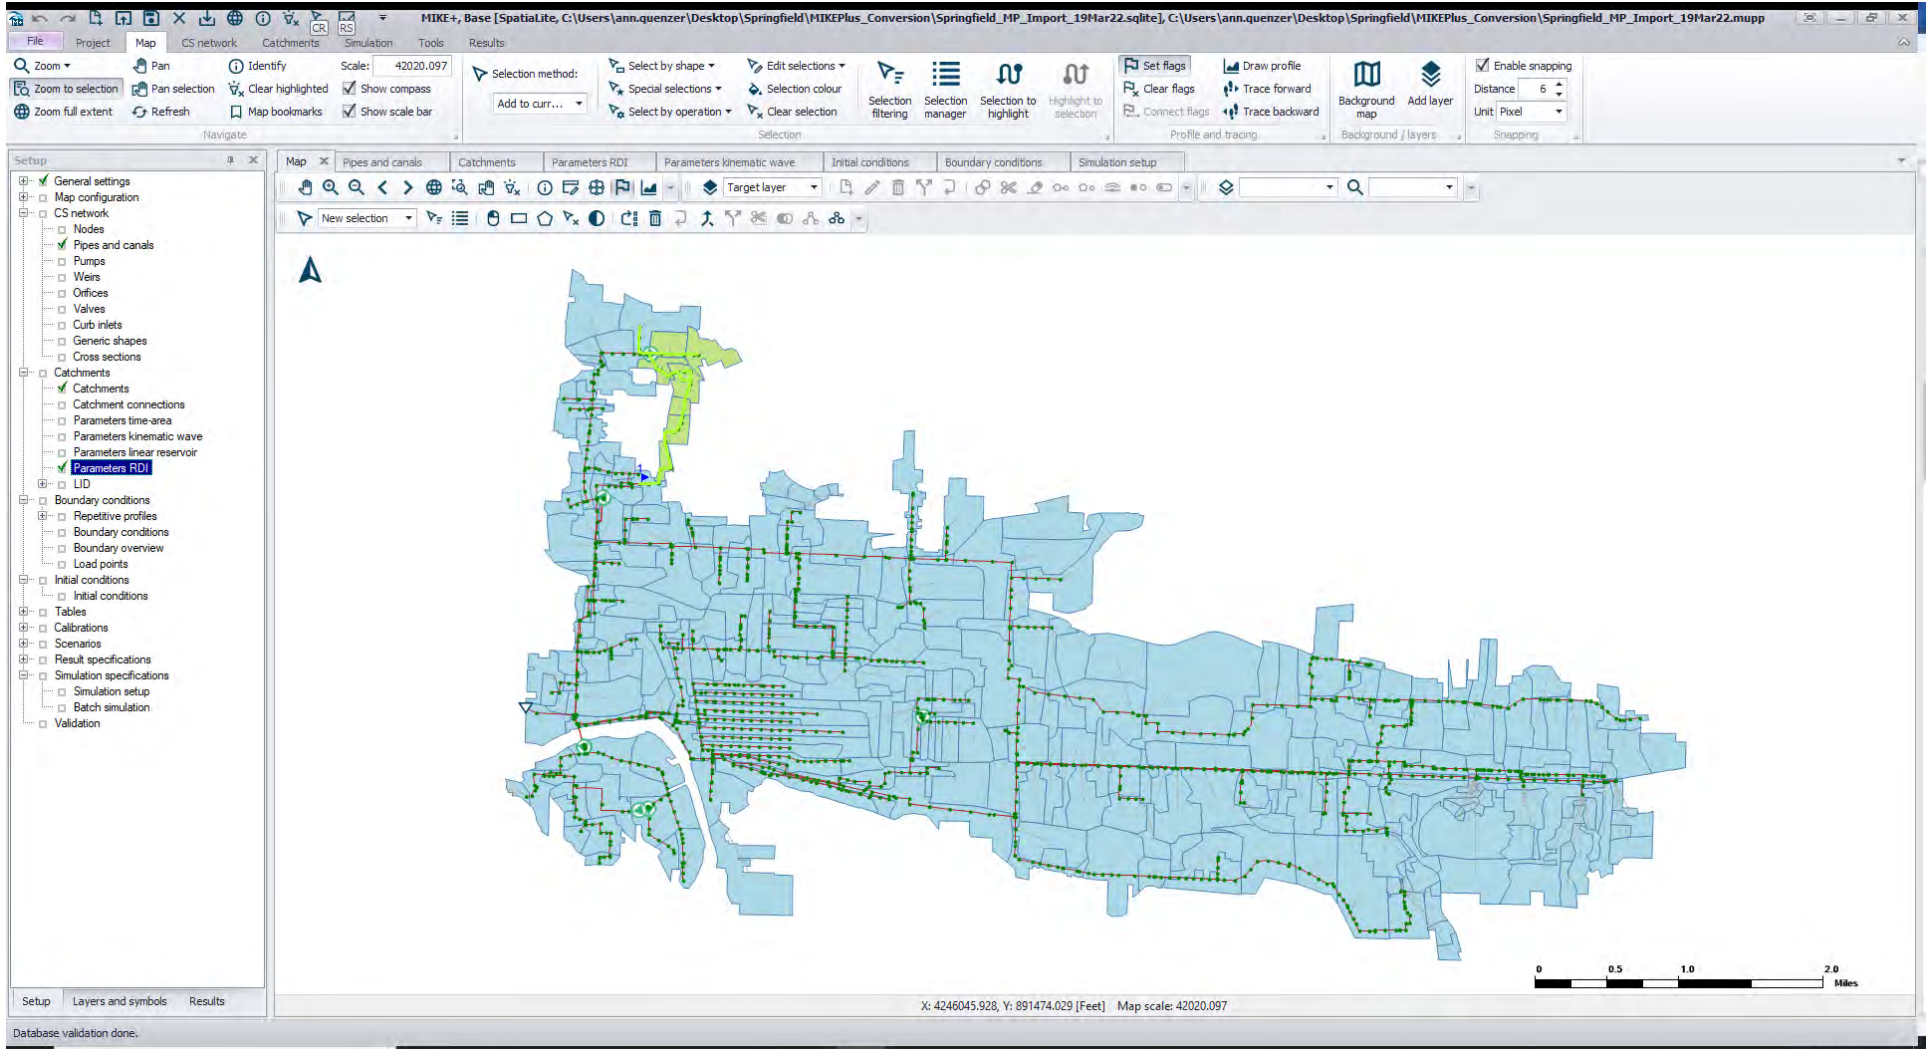 CR RS
MIKE+, Base [SpatiaLite, C:\Users\ann.quenzer\Desktop\Springfield\MIKEPlus_Conversion\Springfield_MP_Import_19Mar22.sqlite], C:\Users\ann.quenzer\Desktop\Springfield\MIKEPlus_Conversion\Springfield_MP_Import_19Mar22.mupp
File Project Map CS network Catchments Simulation Tools Results
Zoom Pan Identify Scale: 42020.097
Zoom to selection Pan selection Clear highlighted Show compass
Zoom full extent Refresh Map bookmarks Show scale bar
Navigate
Selection method:
Add to curr...
Select by shape Edit selections
Special selections Selection colour
Select by operation Clear selection
Selection filtering
Selection manager
Selection to highlight
Highlight to selection
Selection
Set flags Draw profile
Clear flags Trace forward
Connect flags Trace backward
Profile and tracing
Background map
Add layer
Background / layers
Enable snapping
Distance 6
Unit Pixel
Snapping
Setup
General settings
Map configuration
CS network
Nodes
Pipes and canals
Pumps
Weirs
Orifices
Valves
Curb inlets
Generic shapes
Cross sections
Catchments
Catchments
Catchment connections
Parameters time-area
Parameters kinematic wave
Parameters linear reservoir
Parameters RDI
LID
Boundary conditions
Repetitive profiles
Boundary conditions
Boundary overview
Load points
Initial conditions
Initial conditions
Tables
Calibrations
Scenarios
Result specifications
Simulation specifications
Simulation setup
Batch simulation
Validation
Setup Layers and symbols Results
Map Pipes and canals Catchments Parameters RDI Parameters kinematic wave Initial conditions Boundary conditions Simulation setup
Target layer
New selection
1
0 0.5 1.0 2.0
Miles
X: 4246045.928, Y: 891474.029 [Feet] Map scale: 42020.097
Database validation done.